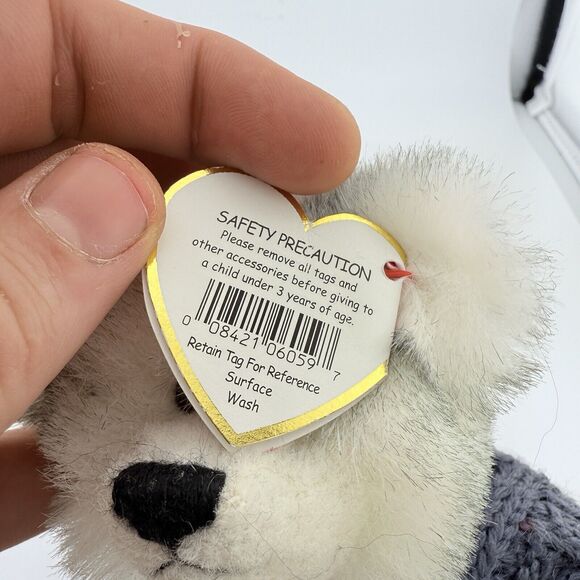 SAFETY PRECAUTION
Please remove all tags and
other accessories before giving to
a child under 3 years of age.
0 08421 06059 7
Retain Tag For Reference
Surface
Wash